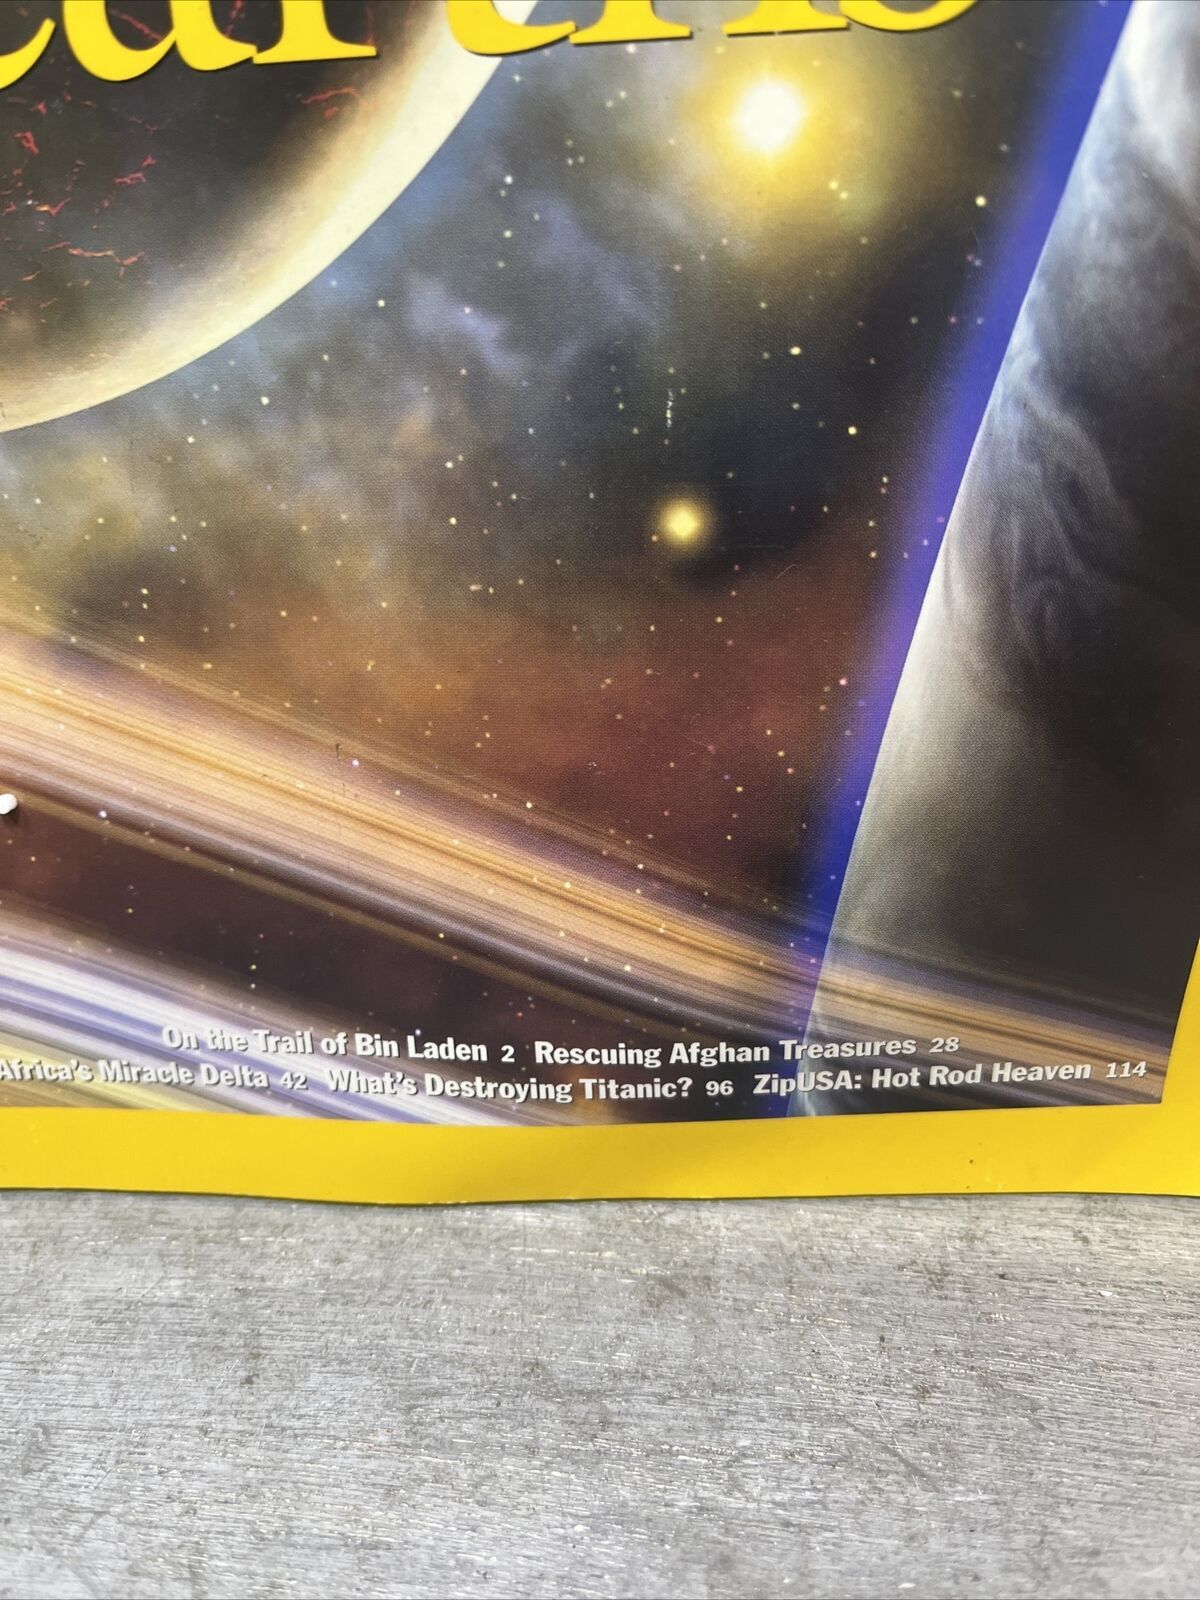 earths
On the Trail of Bin Laden 2 Rescuing Afghan Treasures 28
Africa's Miracle Delta 42 What's Destroying Titanic? 96 ZipUSA: Hot Rod Heaven 114